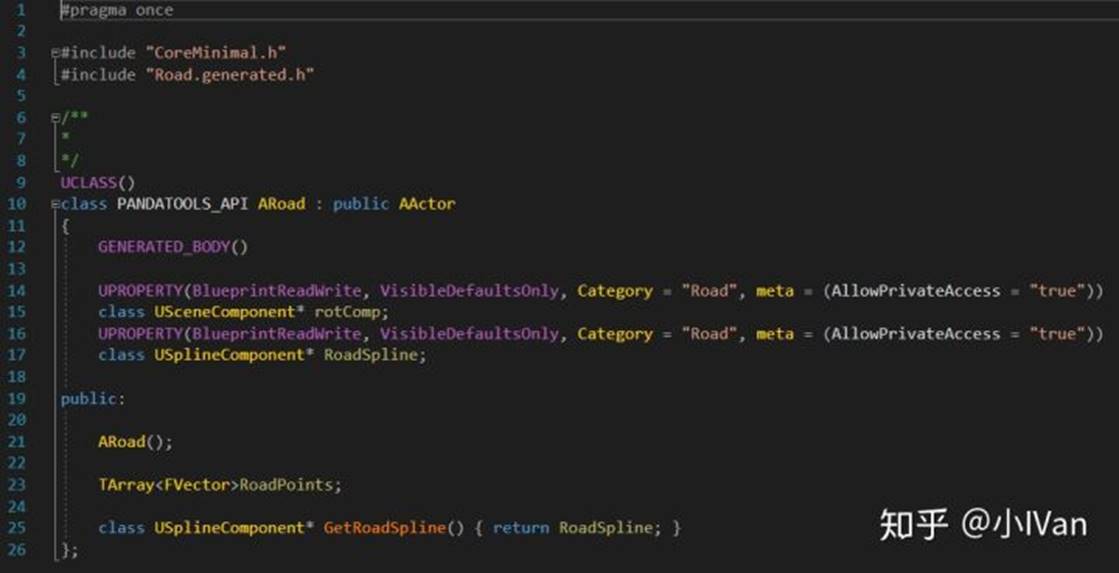 1 #pragma once
2
3 #include "CoreMinimal.h"
4 #include "Road.generated.h"
5
6 /**
7 *
8 */
9 UCLASS()
10 class PANDATOOLS_API ARoad : public AActor
11 {
12 GENERATED_BODY()
13
14 UPROPERTY(BlueprintReadWrite, VisibleDefaultsOnly, Category = "Road", meta = (AllowPrivateAccess = "true"))
15 class USceneComponent* rotComp;
16 UPROPERTY(BlueprintReadWrite, VisibleDefaultsOnly, Category = "Road", meta = (AllowPrivateAccess = "true"))
17 class USplineComponent* RoadSpline;
18
19 public:
20
21 ARoad();
22
23 TArray<FVector>RoadPoints;
24
25 class USplineComponent* GetRoadSpline() { return RoadSpline; }
26 };
知乎 @小IVan